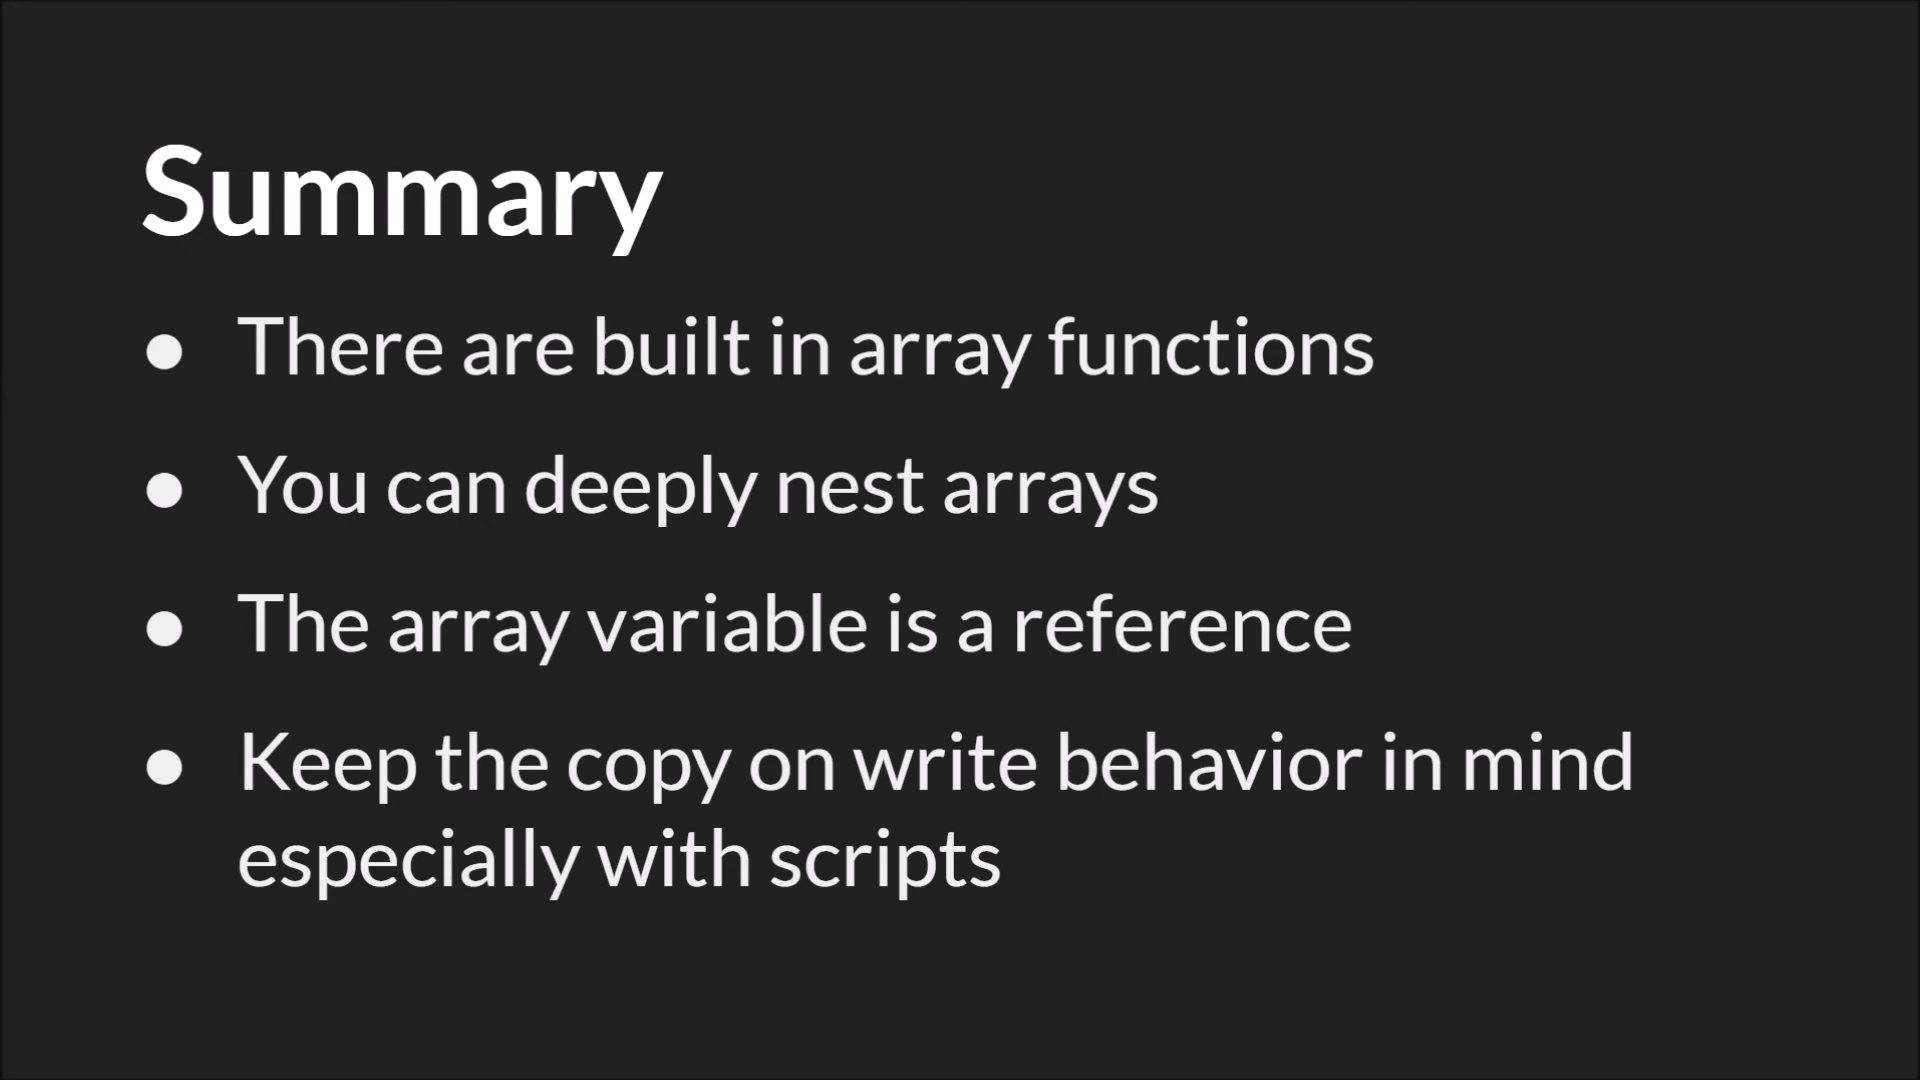 Summary
● There are built in array functions
● You can deeply nest arrays
● The array variable is a reference
● Keep the copy on write behavior in mind
especially with scripts